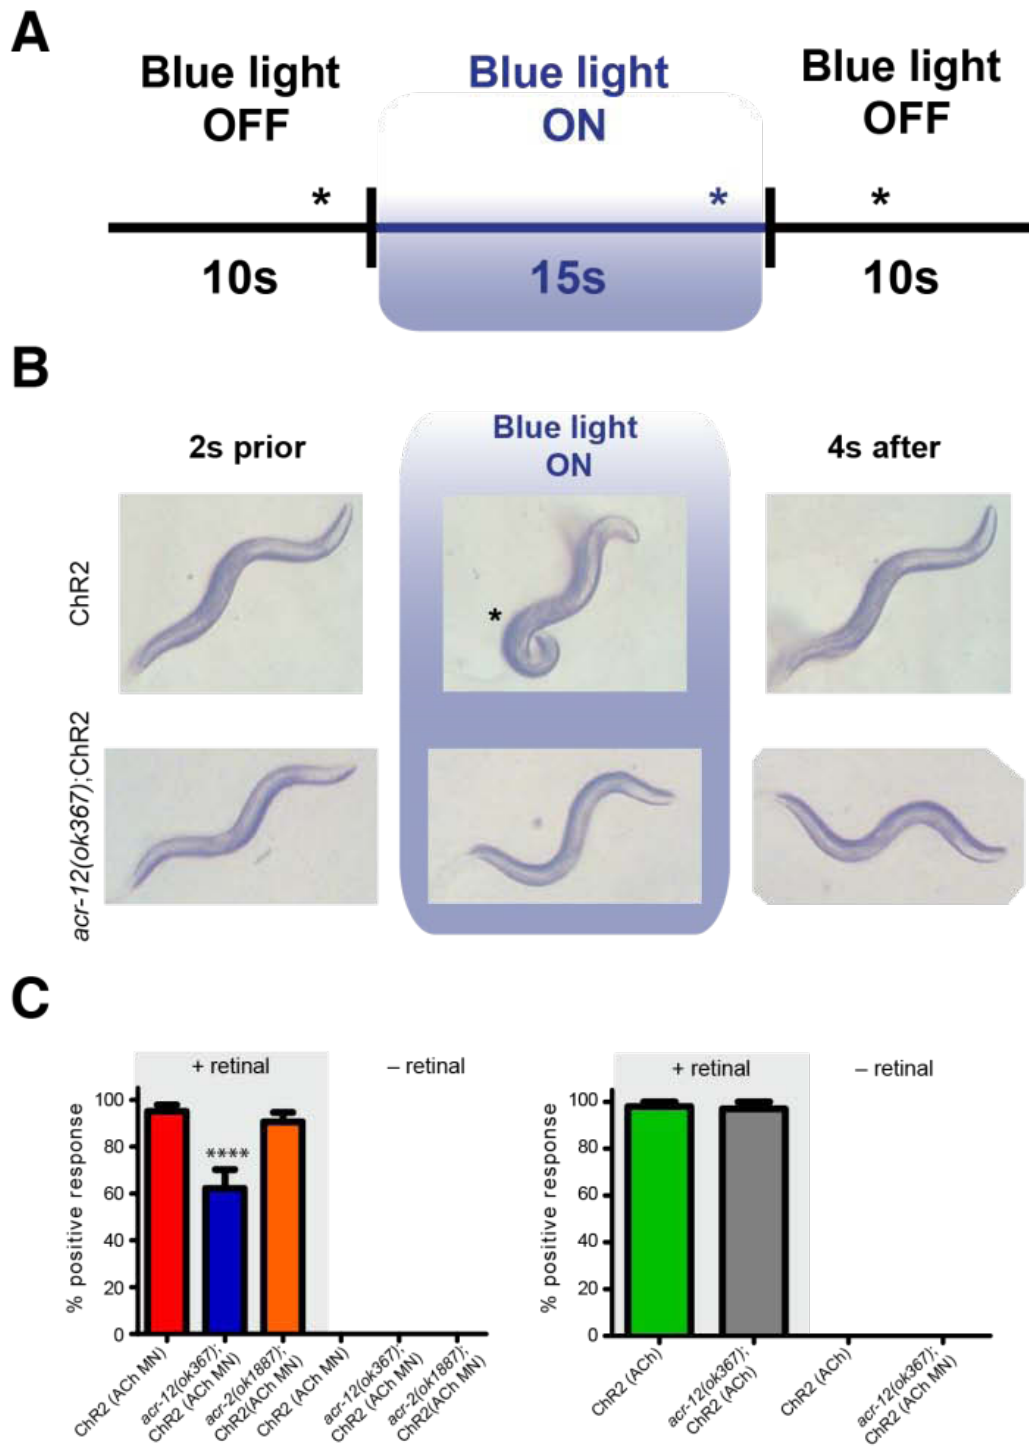 A
Blue light
OFF
Blue light
ON
Blue light
OFF
*
*
*
10s
15s
10s
B
2s prior
Blue light
ON
4s after
ChR2
*
acr-12(ok367);ChR2
C
+ retinal
– retinal
% positive response
100
80
60
40
20
0
****
ChR2 (ACh MN)
acr-12(ok367);
ChR2 (ACh MN)
acr-2(ok1887);
ChR2(ACh MN)
ChR2 (ACh MN)
acr-12(ok367);
ChR2 (ACh MN)
acr-2(ok1887);
ChR2(ACh MN)
+ retinal
– retinal
% positive response
100
80
60
40
20
0
ChR2 (ACh)
acr-12(ok367);
ChR2 (ACh)
ChR2 (ACh)
acr-12(ok367);
ChR2 (ACh MN)